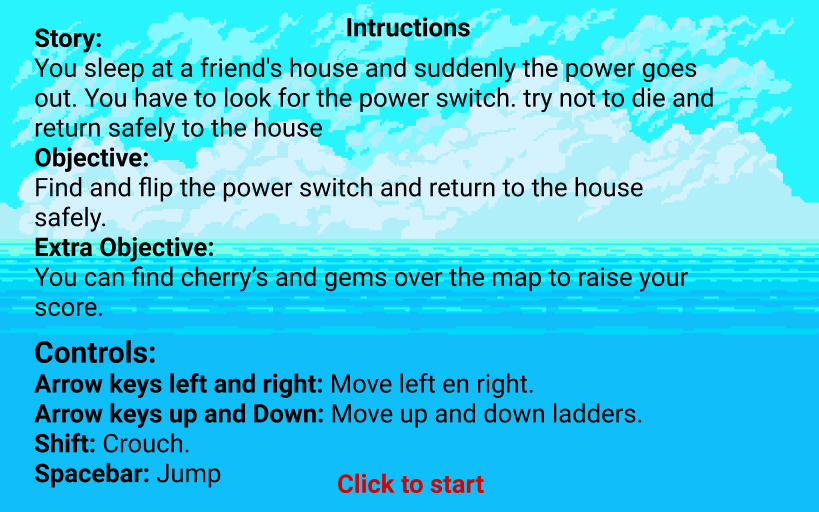 Intructions
Story:
You sleep at a friend's house and suddenly the power goes
out. You have to look for the power switch. try not to die and
return safely to the house
Objective:
Find and flip the power switch and return to the house
safely.
Extra Objective:
You can find cherry’s and gems over the map to raise your
score.
Controls:
Arrow keys left and right: Move left en right.
Arrow keys up and Down: Move up and down ladders.
Shift: Crouch.
Spacebar: Jump
Click to start